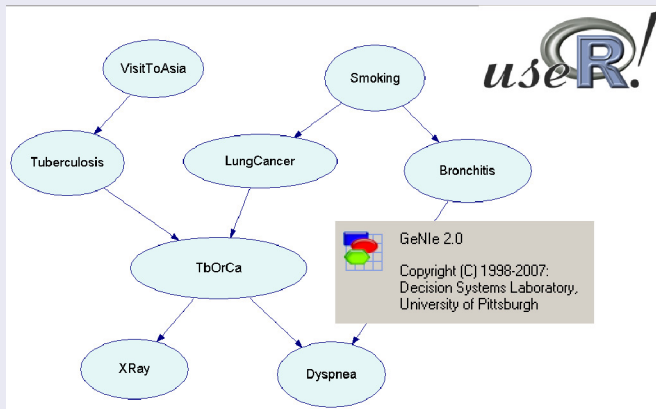 useR!
VisitToAsia
Smoking
Tuberculosis
LungCancer
Bronchitis
TbOrCa
GeNIe 2.0
Copyright (C) 1998-2007:
Decision Systems Laboratory,
University of Pittsburgh
XRay
Dyspnea